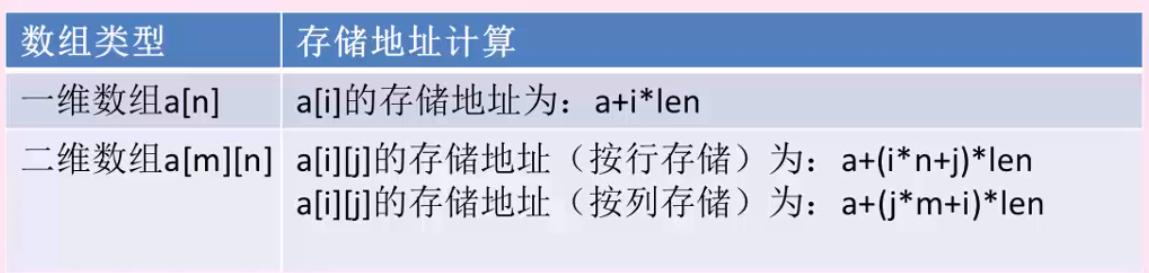 数组类型 存储地址计算
一维数组a[n] a[i]的存储地址为：a+i*len
二维数组a[m][n] a[i][j]的存储地址（按行存储）为：a+(i*n+j)*len
a[i][j]的存储地址（按列存储）为：a+(j*m+i)*len